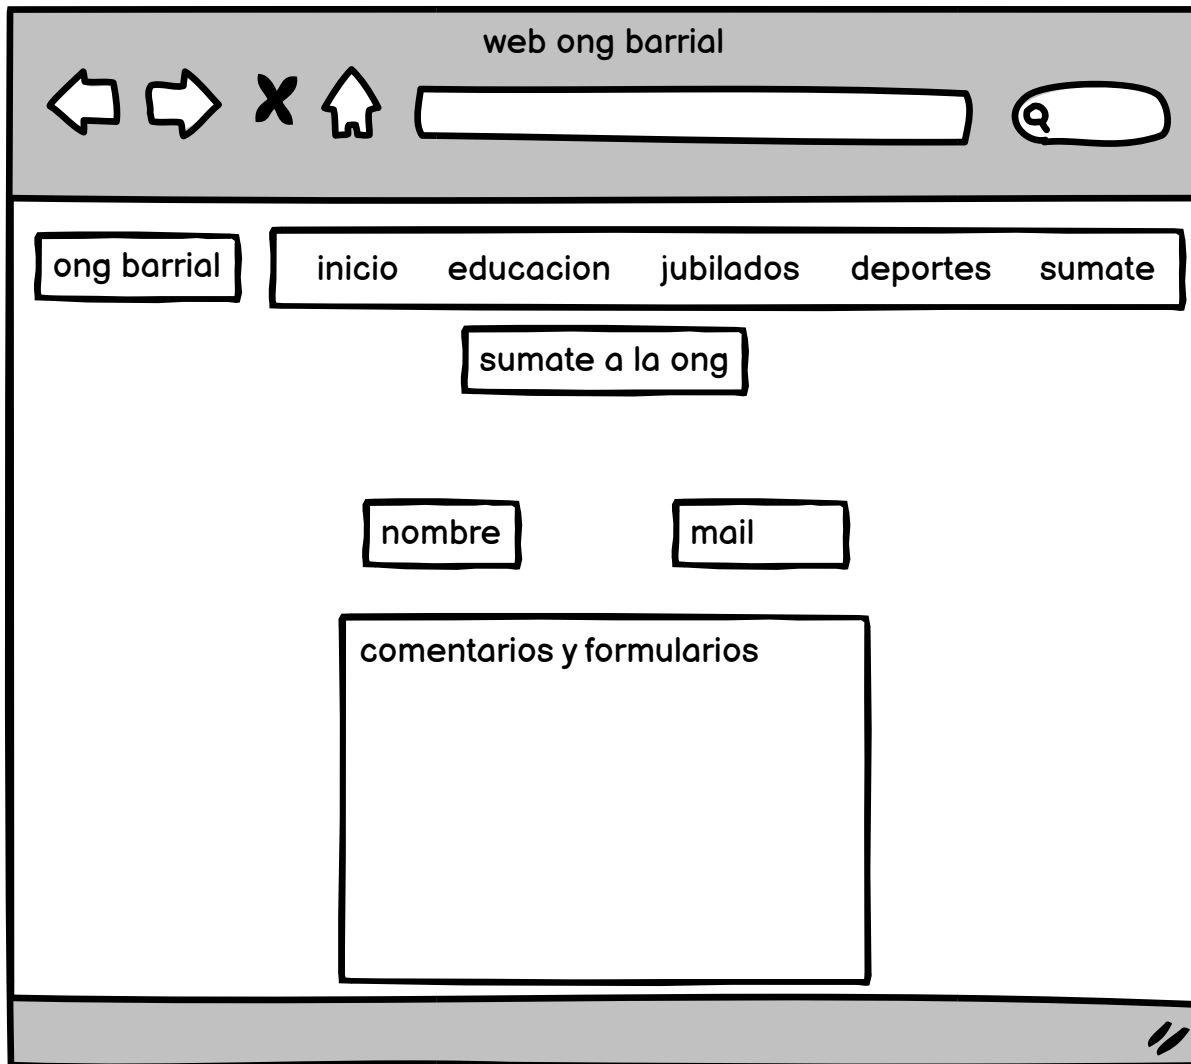 web ong barrial
ong barrial
inicio educacion jubilados deportes sumate
sumate a la ong
nombre mail
comentarios y formularios